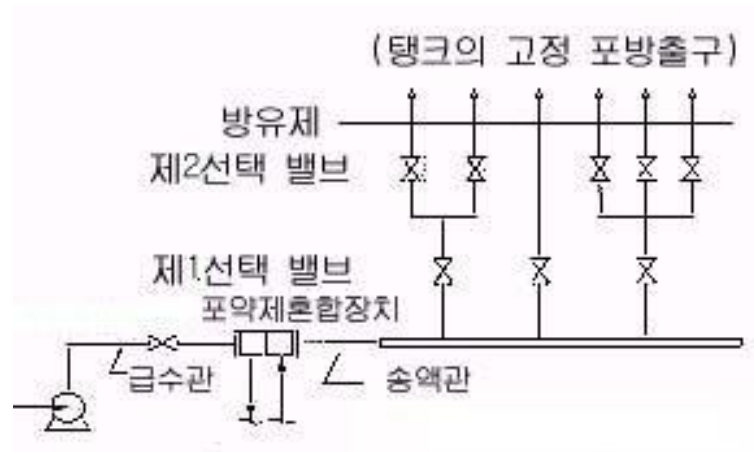 (탱크의 고정 포방출구)
방유제
제2선택 밸브
제1선택 밸브
포약제혼합장치
급수관
송액관